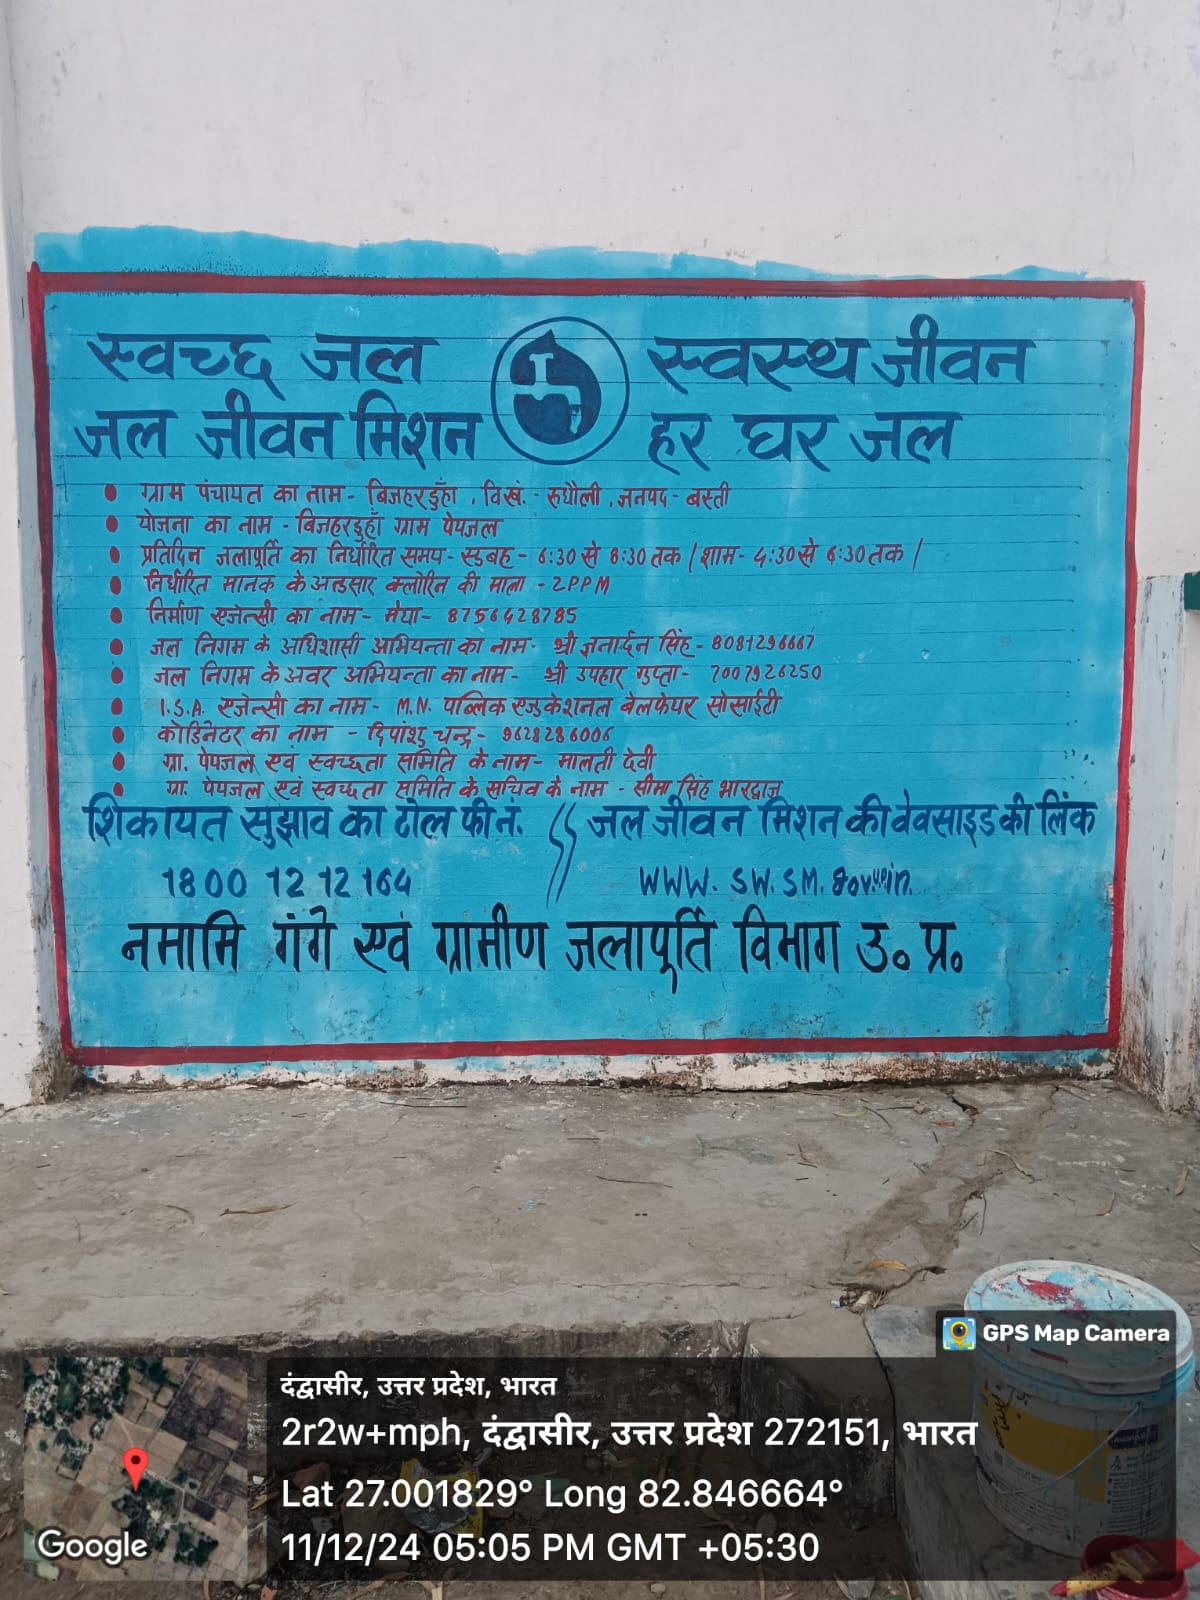 स्वच्छ जल स्वस्थ जीवन
जल जीवन मिशन हर घर जल
• ग्राम पंचायत का नाम- बिजहरडुहाँ, वि.खं.- रुधौली, जनपद- बस्ती
• योजना का नाम - बिजहरडुहाँ ग्राम पेयजल
• प्रतिदिन जलापूर्ति का निर्धारित समय- सुबह- 6:30 से 8:30 तक / शाम- 4:30 से 6:30 तक /
• निर्धारित मानक के अनुसार क्लोरिन की मात्रा - 2PPM
• निर्माण एजेन्सी का नाम- मेघा- 8756428785
• जल निगम के अधिशासी अभियन्ता का नाम- श्री जनार्दन सिंह- 8081296667
• जल निगम के अवर अभियन्ता का नाम- श्री उपहार गुप्ता- 7007926250
• I.S.A. एजेन्सी का नाम- M.N. पब्लिक एजुकेशनल वेलफेयर सोसाईटी
• कोडिनेटर का नाम - दिपांशु चन्द्र- 9628286006
• ग्रा. पेयजल एवं स्वच्छता समिति के नाम- मालती देवी
• ग्रा. पेयजल एवं स्वच्छता समिति के सचिव के नाम - सीमा सिंह भारद्वाज
शिकायत सुझाव का टोल फ्री नं. // जल जीवन मिशन की वेवसाइड की लिंक
1800 12 12 164 WWW. SW. SM. Gov.up.in.
नमामि गंगे एवं ग्रामीण जलापूर्ति विभाग उ॰ प्र॰
GPS Map Camera
दंद्वासीर, उत्तर प्रदेश, भारत
2r2w+mph, दंद्वासीर, उत्तर प्रदेश 272151, भारत
Lat 27.001829° Long 82.846664°
11/12/24 05:05 PM GMT +05:30
Google